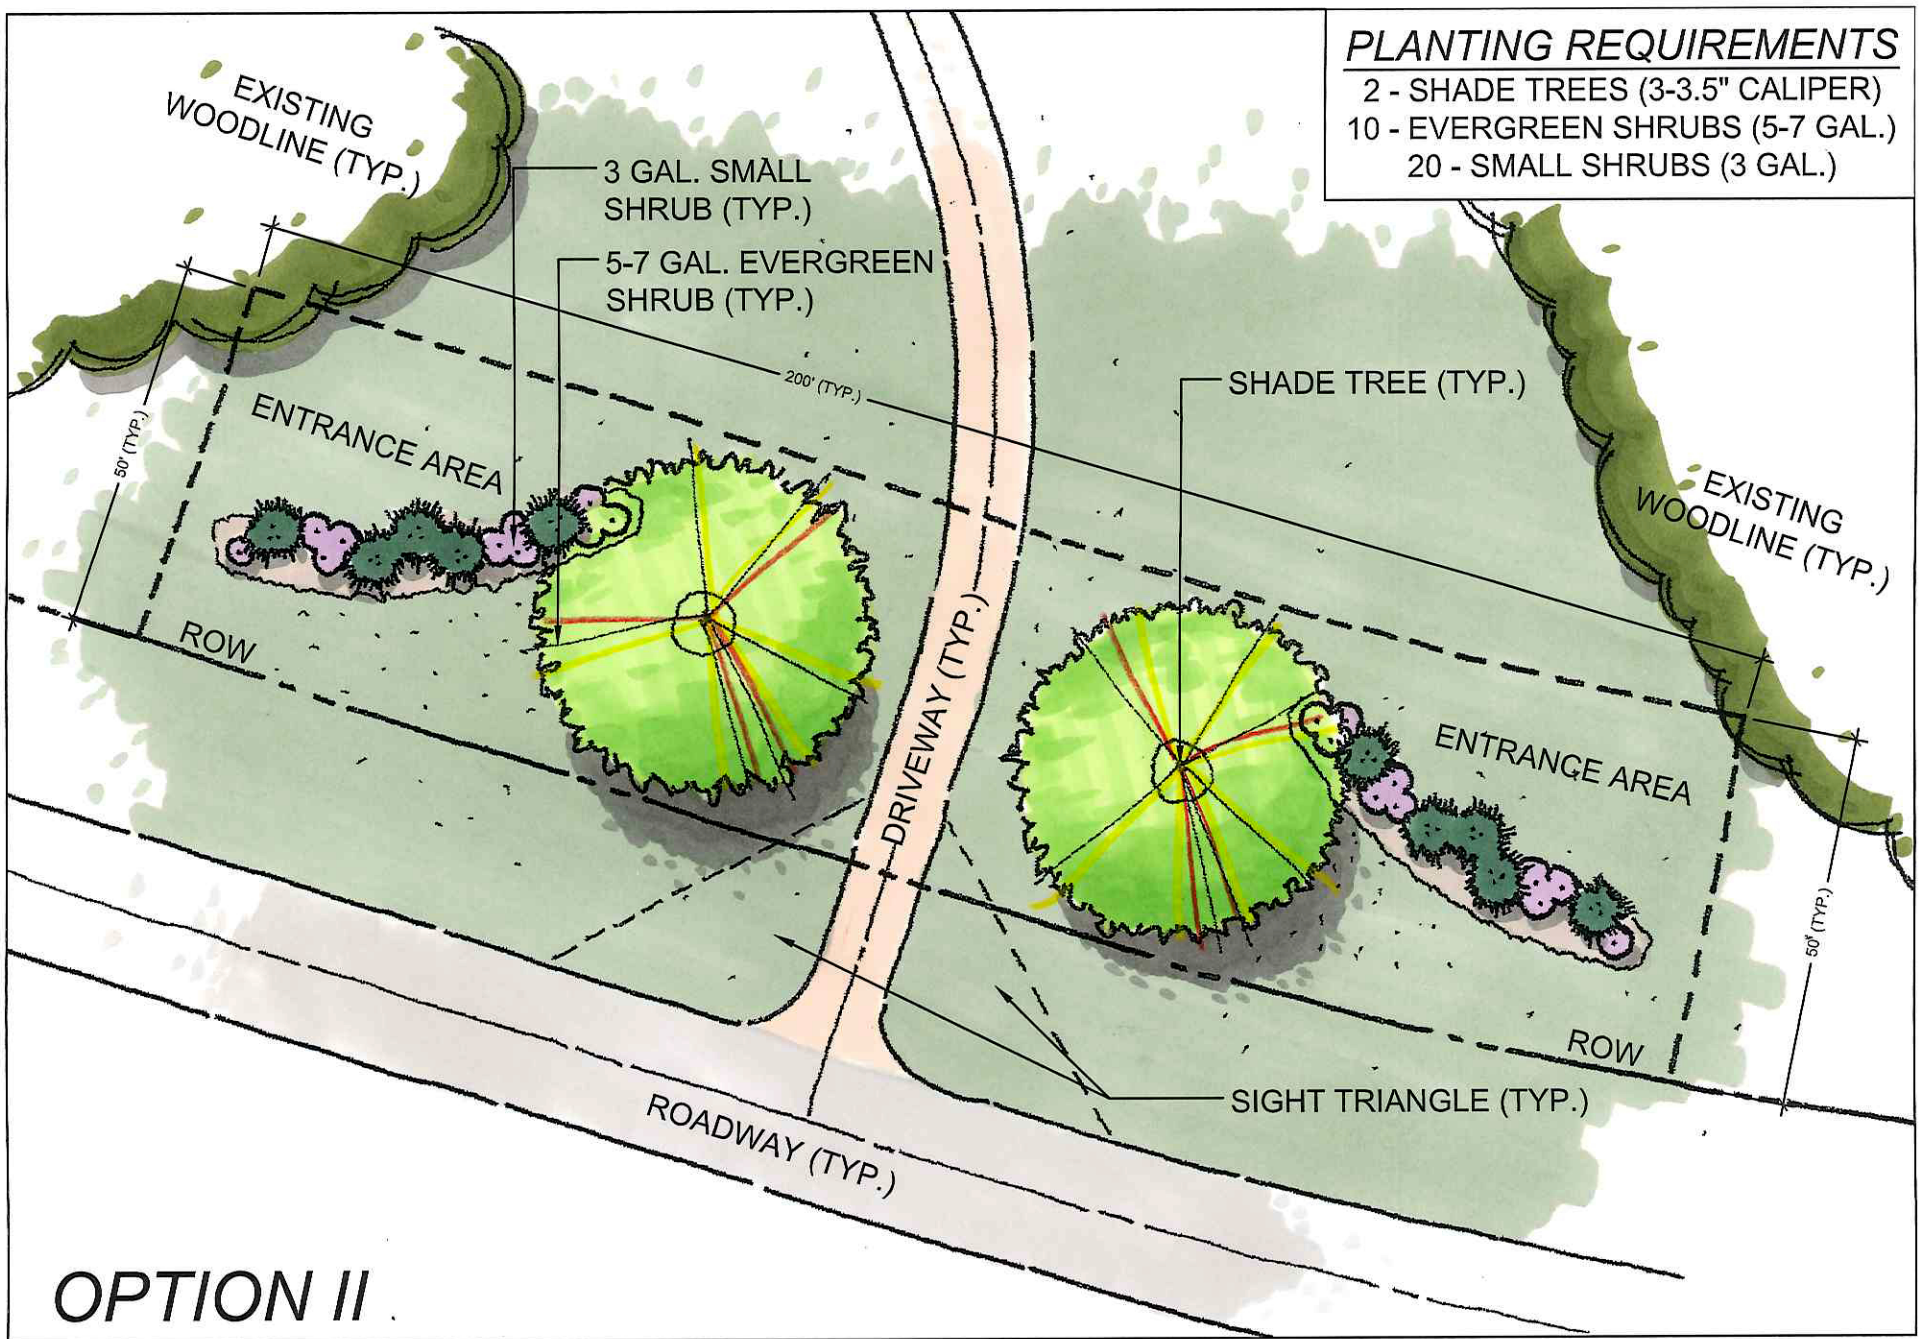 PLANTING REQUIREMENTS
2 - SHADE TREES (3-3.5" CALIPER)
10 - EVERGREEN SHRUBS (5-7 GAL.)
20 - SMALL SHRUBS (3 GAL.)
EXISTING
WOODLINE (TYP.)
3 GAL. SMALL
SHRUB (TYP.)
5-7 GAL. EVERGREEN
SHRUB (TYP.)
200' (TYP.)
SHADE TREE (TYP.)
50' (TYP.)
ENTRANCE AREA
EXISTING
WOODLINE (TYP.)
ROW
DRIVEWAY (TYP.)
ENTRANCE AREA
50' (TYP.)
ROW
SIGHT TRIANGLE (TYP.)
ROADWAY (TYP.)
OPTION II